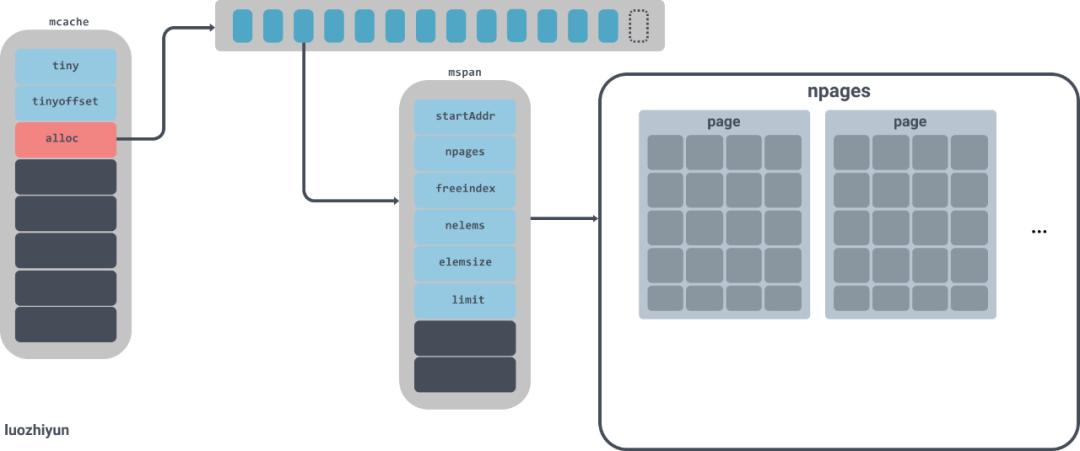 mcache
tiny
tinyoffset
alloc
mspan
startAddr
npages
freeindex
nelems
elemsize
limit
npages
page
page
...
luozhiyun